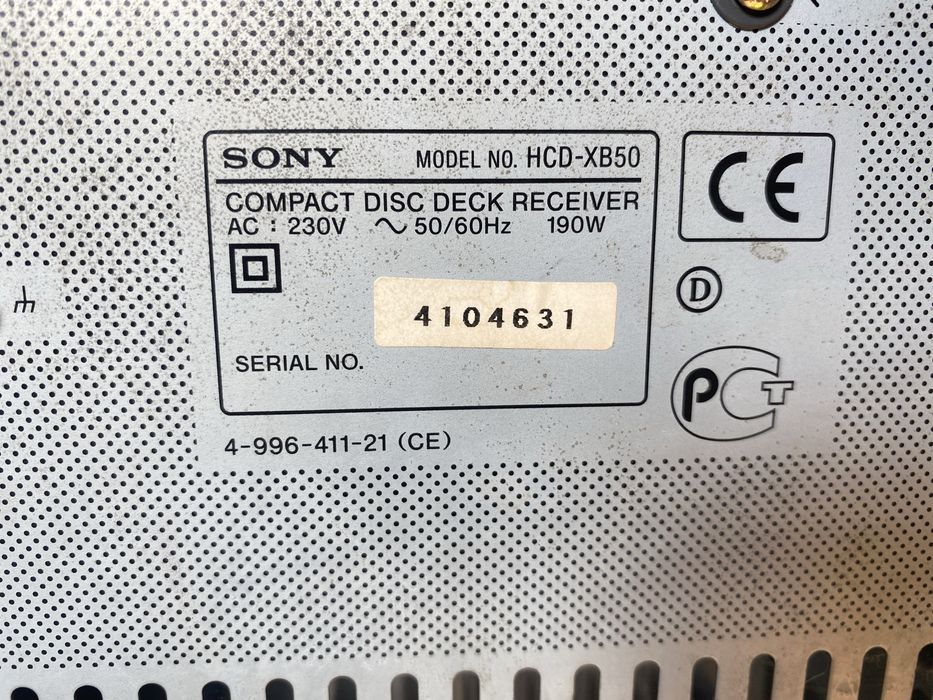 SONY MODEL NO. HCD-XB50
COMPACT DISC DECK RECEIVER
AC : 230V ∼ 50/60Hz 190W
4104631
SERIAL NO.
4-996-411-21 (CE)
CE
D
PCT